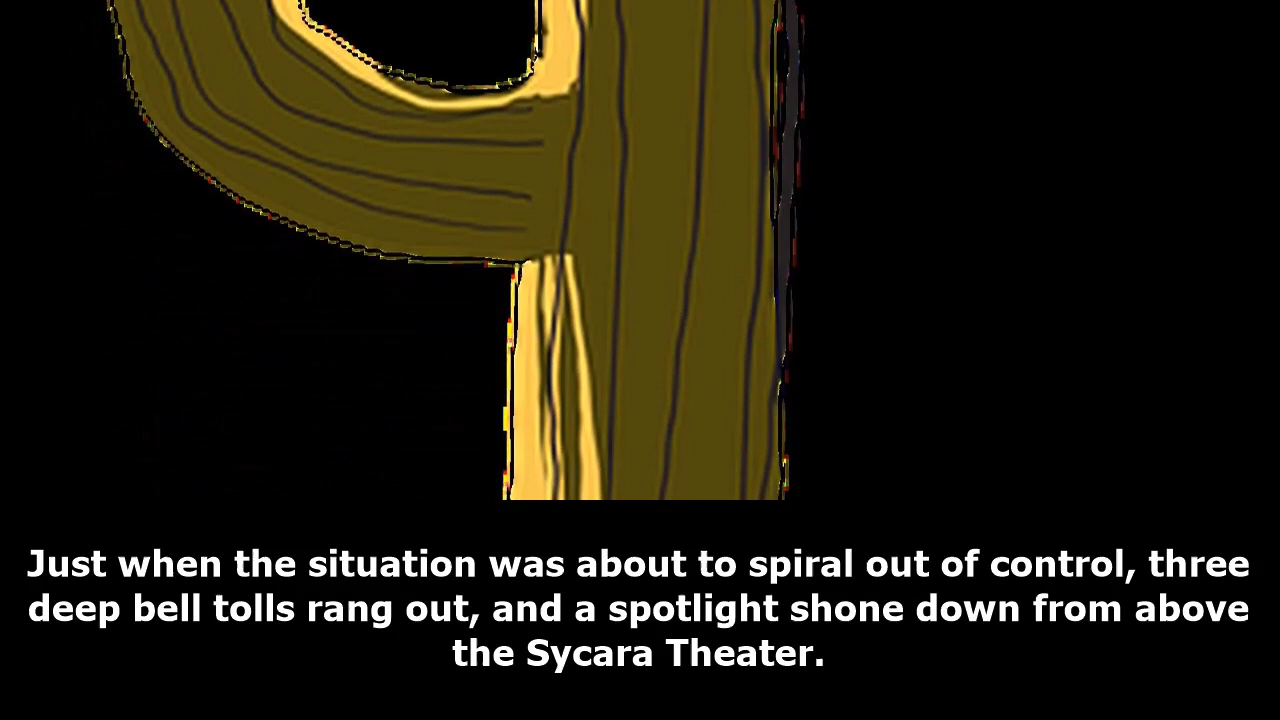 Just when the situation was about to spiral out of control, three
deep bell tolls rang out, and a spotlight shone down from above
the Sycara Theater.